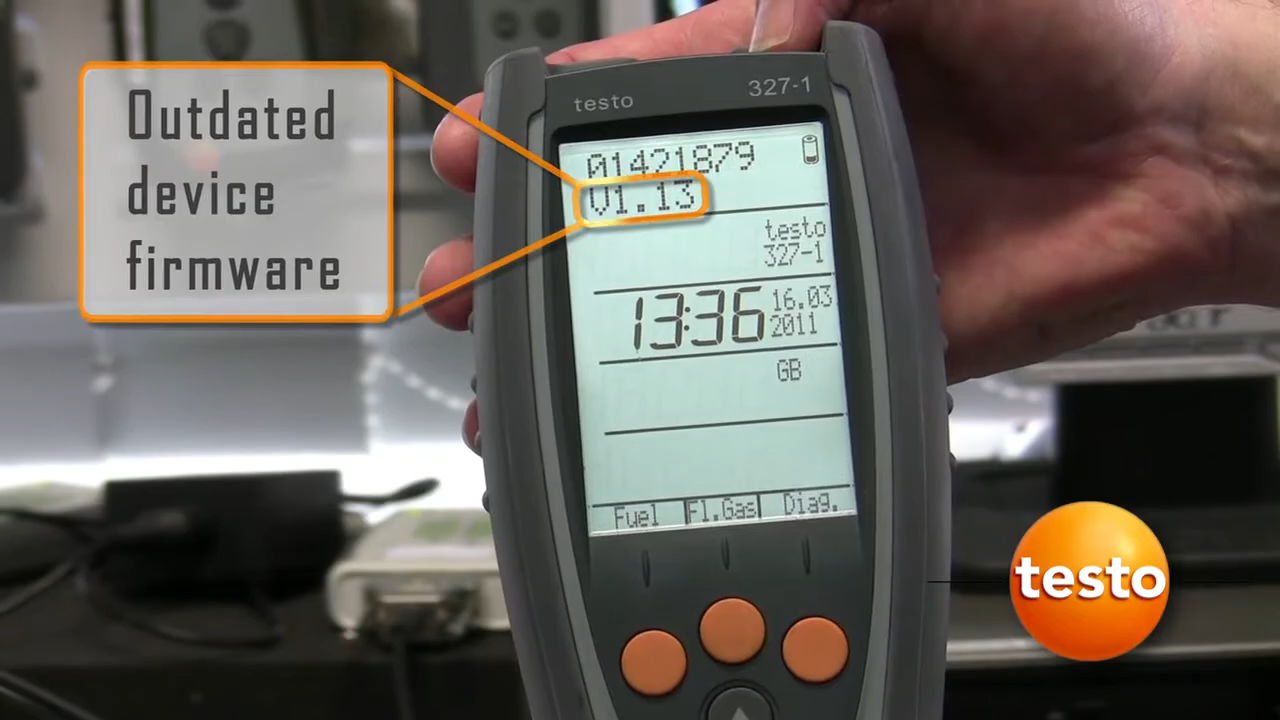 Outdated
device
firmware
testo 327-1
01421879
V1.13
testo
327-1
13:36 16.03
2011
GB
Fuel Fl.Gas Diag.
testo